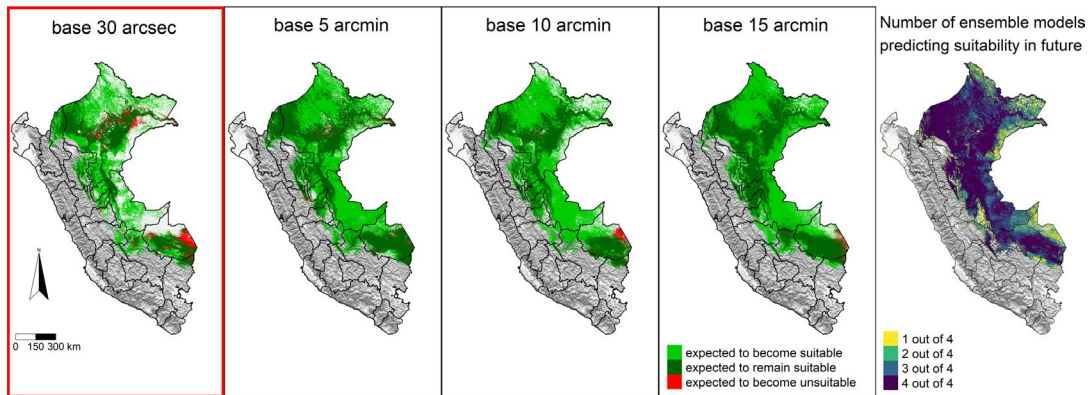 base 30 arcsec
base 5 arcmin
base 10 arcmin
base 15 arcmin
Number of ensemble models
predicting suitability in future
N
0 150 300 km
expected to become suitable
expected to remain suitable
expected to become unsuitable
1 out of 4
2 out of 4
3 out of 4
4 out of 4